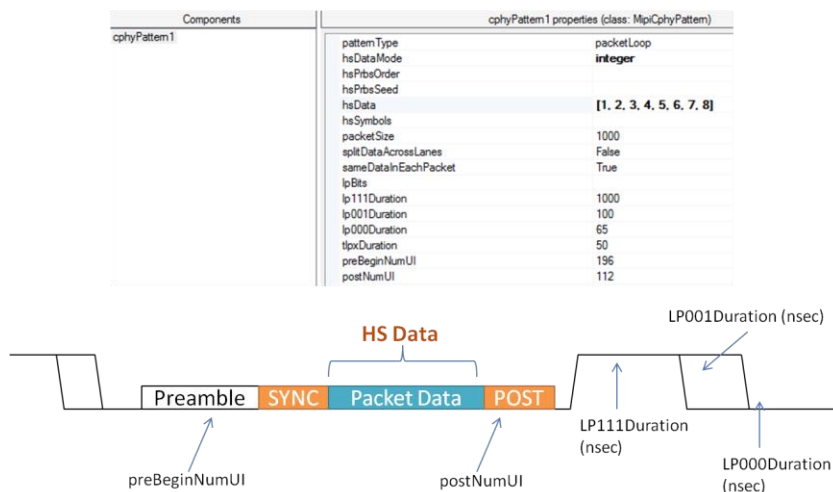 Components
cphyPattern1 properties (class: MipiCphyPattern)
cphyPattern1
patternType packetLoop
hsDataMode integer
hsPrbsOrder
hsPrbsSeed
hsData [1, 2, 3, 4, 5, 6, 7, 8]
hsSymbols
packetSize 1000
splitDataAcrossLanes False
sameDataInEachPacket True
lpBits
lp111Duration 1000
lp001Duration 100
lp000Duration 65
tlpxDuration 50
preBeginNumUI 196
postNumUI 112
LP001Duration (nsec)
HS Data
Preamble SYNC Packet Data POST
LP111Duration
(nsec)
LP000Duration
(nsec)
preBeginNumUI
postNumUI